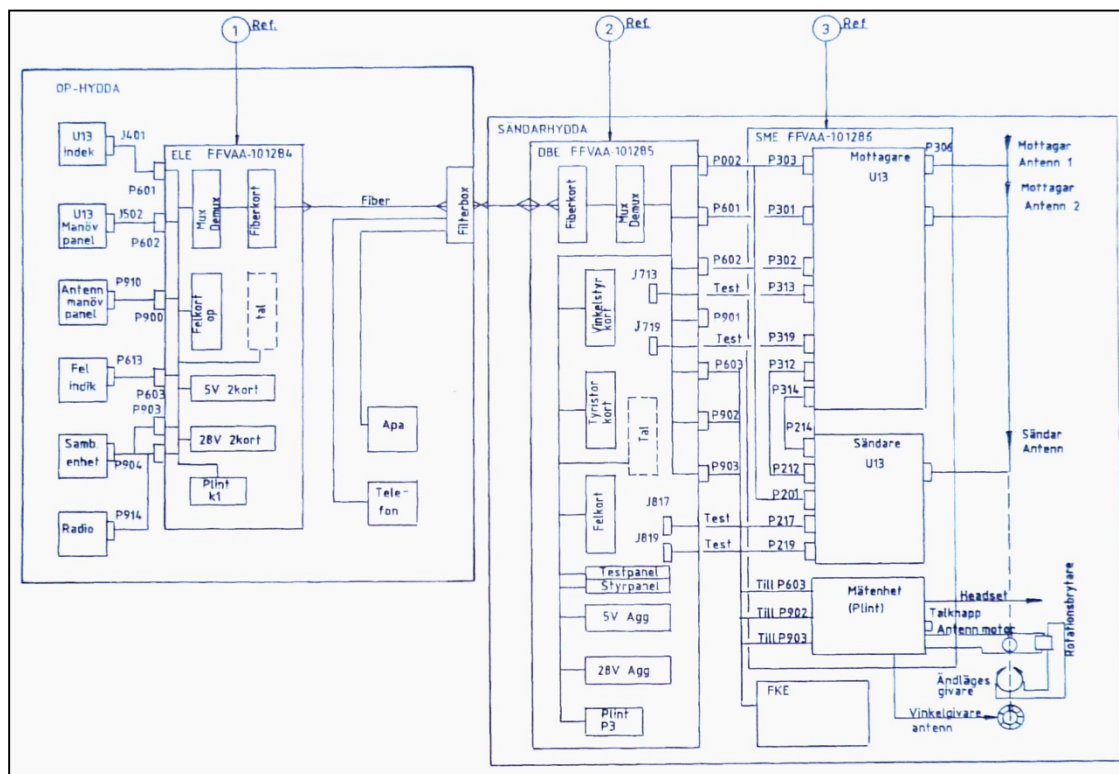 1 Ref.
2 Ref
3 Ref
OP-HYDDA
U13
indek
J401
P601
U13
Manöv
panel
J502
P602
Antenn
manöv
panel
P910
P900
Fel
indik
P613
P603
P903
Samb.
enhet
P904
Radio
P914
ELE FFVAA-101284
Mux
Demux
Fiberkort
Felkort
op
tal
5V 2kort
28V 2kort
Plint
k1
Fiber
Filterbox
Apa
Tele-
fon
SÄNDARHYDDA
DBE FFVAA-101285
Fiberkort
Mux
Demux
Vinkelstyr
kort
J713
J719
Tyristor
kort
Tal
Felkort
J817
J819
Testpanel
Styrpanel
5V Agg
28V Agg
Plint
P3
P002
P601
P602
P901
P603
P902
P903
Test
Test
Test
Test
SME FFVAA-101286
P303
P301
P302
P313
P319
P312
P314
P214
P212
P201
P217
P219
Mottagare
U13
P306
Sändare
U13
Till P603
Till P902
Till P903
Mätenhet
(Plint)
FKE
Mottagar
Antenn 1
Mottagar
Antenn 2
Sändar
Antenn
Headset
Talknapp
Antenn motor
Rotationsbrytare
Ändläges
givare
Vinkelgivare
antenn